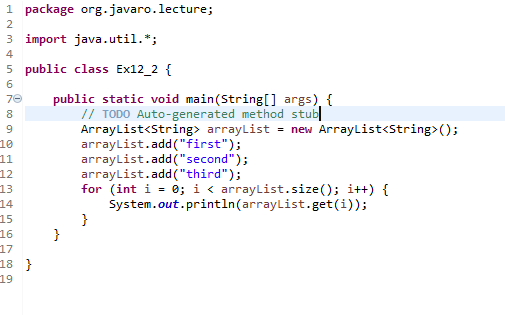 1 package org.javaro.lecture;
2
3 import java.util.*;
4
5 public class Ex12_2 {
6
7     public static void main(String[] args) {
8         // TODO Auto-generated method stub
9         ArrayList<String> arrayList = new ArrayList<String>();
10         arrayList.add("first");
11         arrayList.add("second");
12         arrayList.add("third");
13         for (int i = 0; i < arrayList.size(); i++) {
14             System.out.println(arrayList.get(i));
15         }
16     }
17
18 }
19